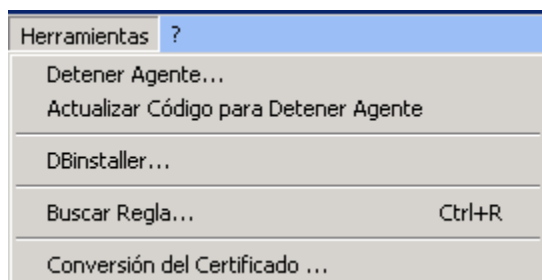 Herramientas ?
Detener Agente...
Actualizar Código para Detener Agente
DBinstaller...
Buscar Regla... Ctrl+R
Conversión del Certificado ...